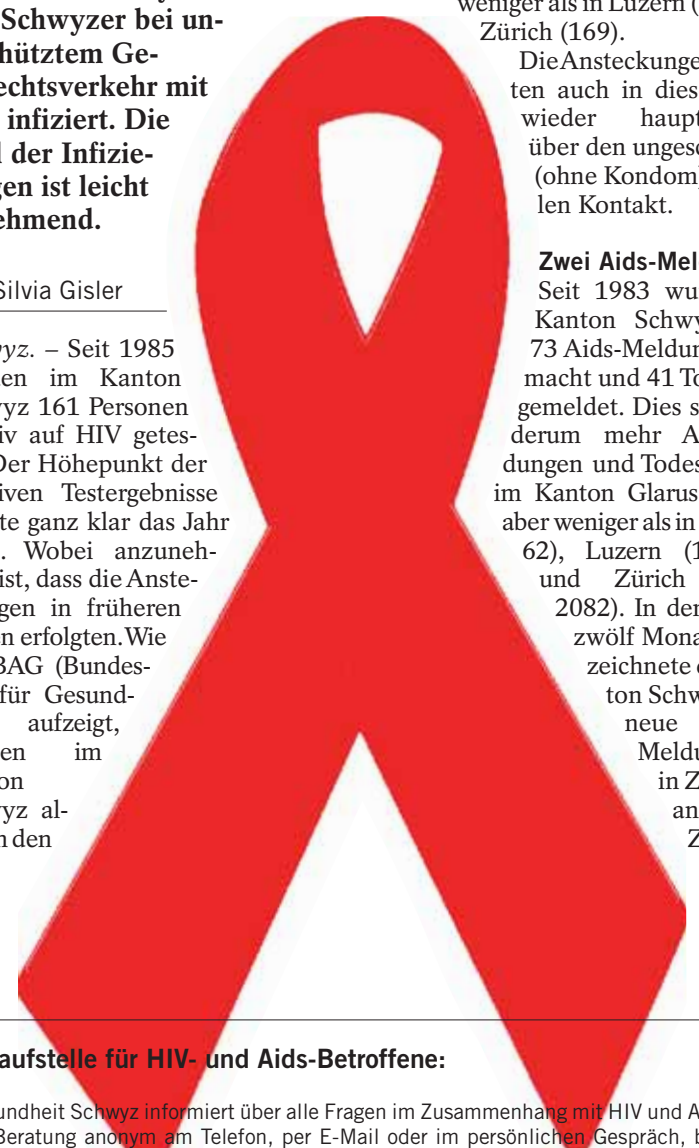 Schwyzer bei un-
hütztem Ge-
echtsverkehr mit
infiziert. Die
l der Infizie-
gen ist leicht
ehmend.
Silvia Gisler
yz. – Seit 1985
en im Kanton
yz 161 Personen
iv auf HIV getes-
Der Höhepunkt der
iven Testergebnisse
te ganz klar das Jahr
. Wobei anzuneh-
ist, dass die Anste-
gen in früheren
n erfolgten.Wie
BAG (Bundes-
für Gesund-
aufzeigt,
en im
on
yz al-
n den
weniger als in Luzern (
Zürich (169).
DieAnsteckunge
ten auch in dies
wieder haupt
über den ungesc
(ohne Kondom)
len Kontakt.
Zwei Aids-Mel
Seit 1983 wu
Kanton Schwy
73 Aids-Meldun
macht und 41 To
gemeldet. Dies s
derum mehr A
dungen und Todes
im Kanton Glarus
aber weniger als in
62), Luzern (1
und Zürich
2082). In der
zwölf Mona
zeichnete
ton Schw
neue
Meldu
in Z
an
Z
aufstelle für HIV- und Aids-Betroffene:
undheit Schwyz informiert über alle Fragen im Zusammenhang mit HIV und A
Beratung anonym am Telefon, per E-Mail oder im persönlichen Gespräch,